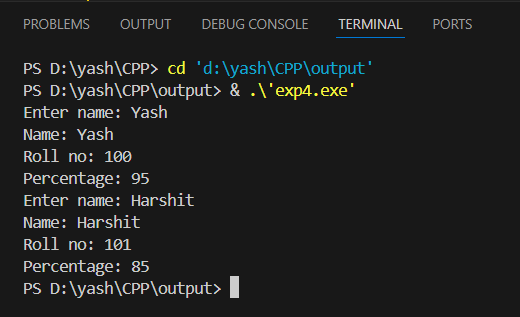 PROBLEMS OUTPUT DEBUG CONSOLE TERMINAL PORTS
PS D:\yash\CPP> cd 'd:\yash\CPP\output'
PS D:\yash\CPP\output> & .\'exp4.exe'
Enter name: Yash
Name: Yash
Roll no: 100
Percentage: 95
Enter name: Harshit
Name: Harshit
Roll no: 101
Percentage: 85
PS D:\yash\CPP\output>